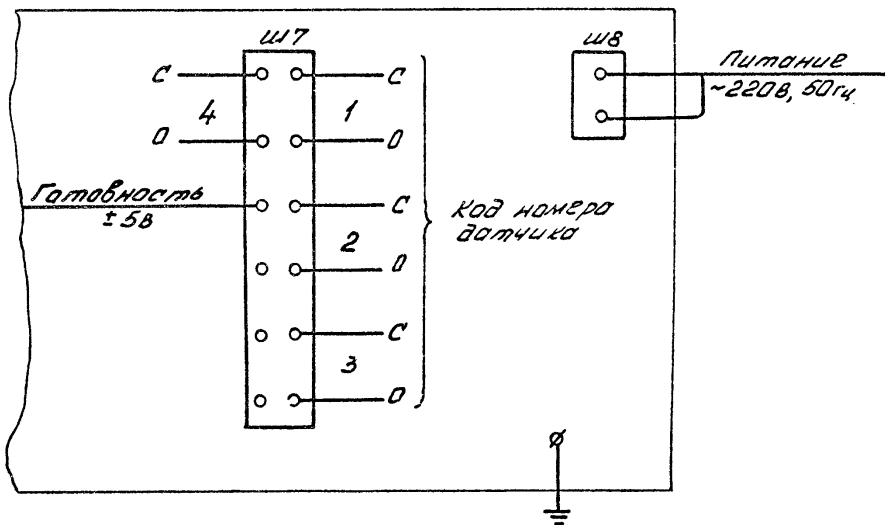 Ш7
Ш8
Питание
~220В, 50гц.
С
С
4
1
О
О
Готовность
± 5В
С
Код номера
датчика
2
О
С
3
О